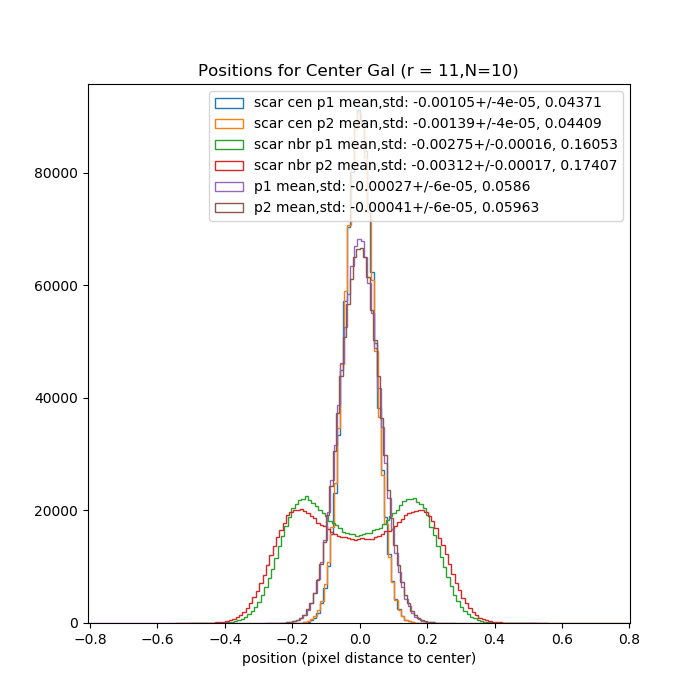 Positions for Center Gal (r = 11,N=10)
scar cen p1 mean,std: -0.00105+/-4e-05, 0.04371
scar cen p2 mean,std: -0.00139+/-4e-05, 0.04409
scar nbr p1 mean,std: -0.00275+/-0.00016, 0.16053
scar nbr p2 mean,std: -0.00312+/-0.00017, 0.17407
p1 mean,std: -0.00027+/-6e-05, 0.0586
p2 mean,std: -0.00041+/-6e-05, 0.05963
80000
60000
40000
20000
0
−0.8 −0.6 −0.4 −0.2 0.0 0.2 0.4 0.6 0.8
position (pixel distance to center)